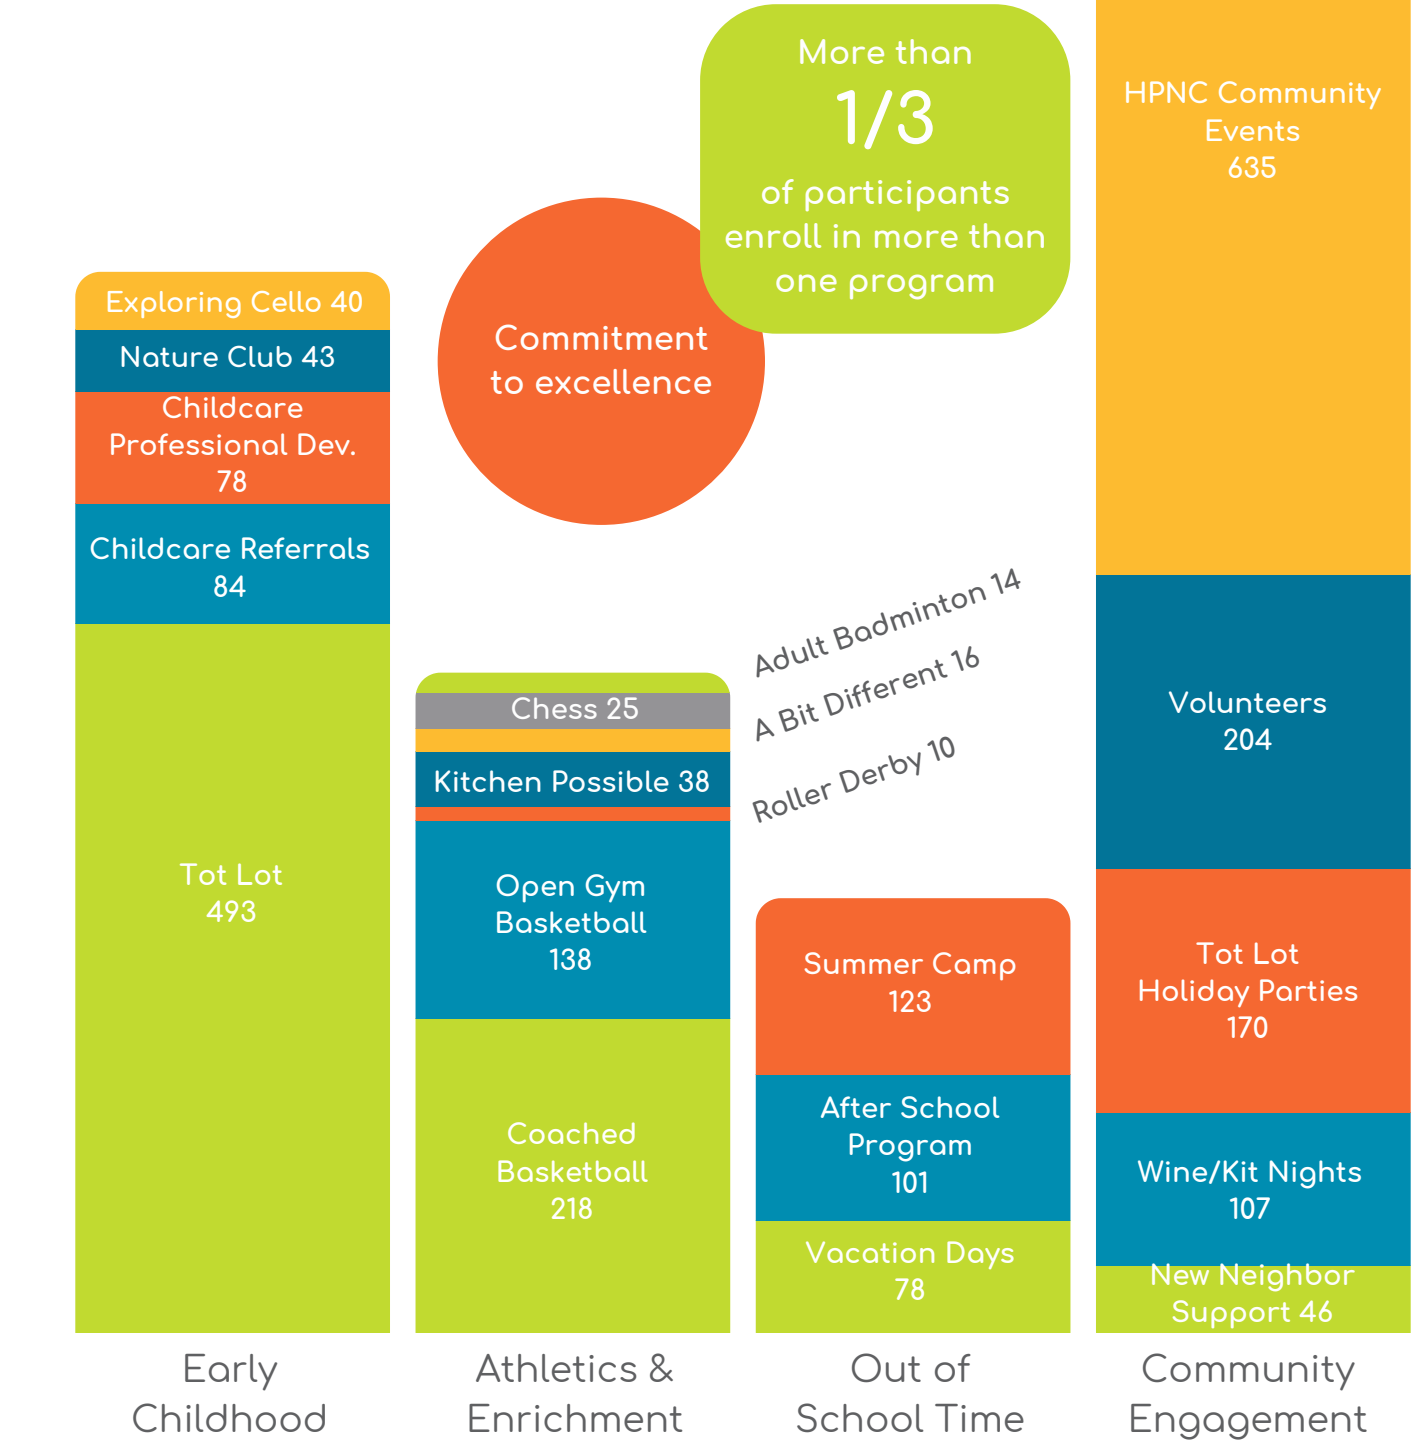 More than
1/3
of participants
enroll in more than
one program
Commitment
to excellence
Exploring Cello 40
Nature Club 43
Childcare
Professional Dev.
78
Childcare Referrals
84
Tot Lot
493
Early
Childhood
Adult Badminton 14
Chess 25
A Bit Different 16
Kitchen Possible 38
Roller Derby 10
Open Gym
Basketball
138
Coached
Basketball
218
Athletics &
Enrichment
Summer Camp
123
After School
Program
101
Vacation Days
78
Out of
School Time
HPNC Community
Events
635
Volunteers
204
Tot Lot
Holiday Parties
170
Wine/Kit Nights
107
New Neighbor
Support 46
Community
Engagement